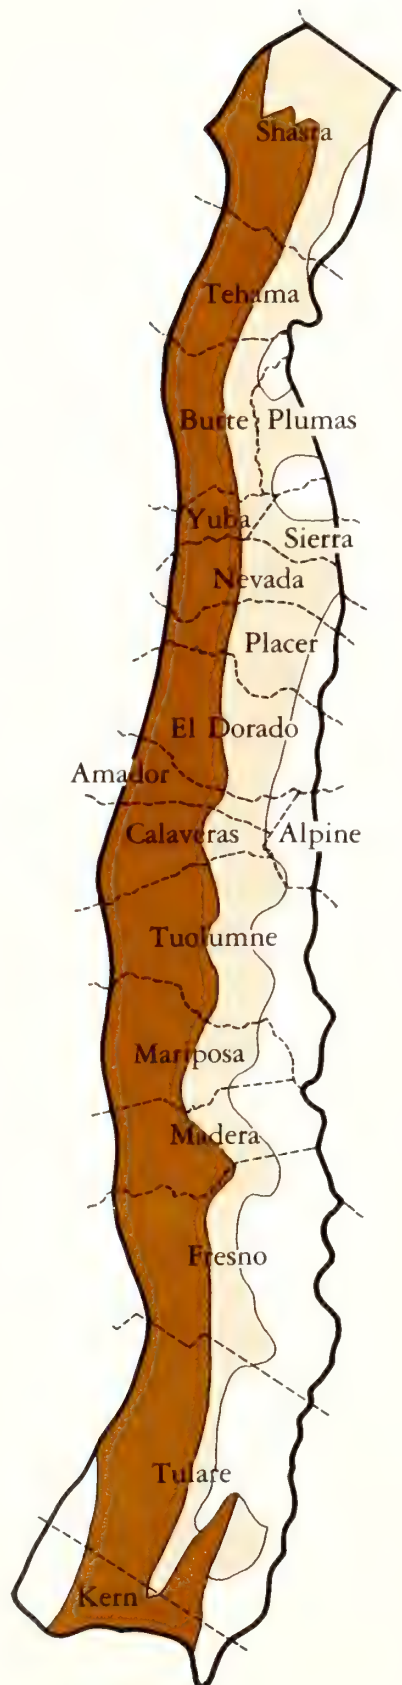 Shasta
Tehama
Butte Plumas
Yuba
Sierra
Nevada
Placer
El Dorado
Amador
Calaveras Alpine
Tuolumne
Mariposa
Madera
Fresno
Tulare
Kern